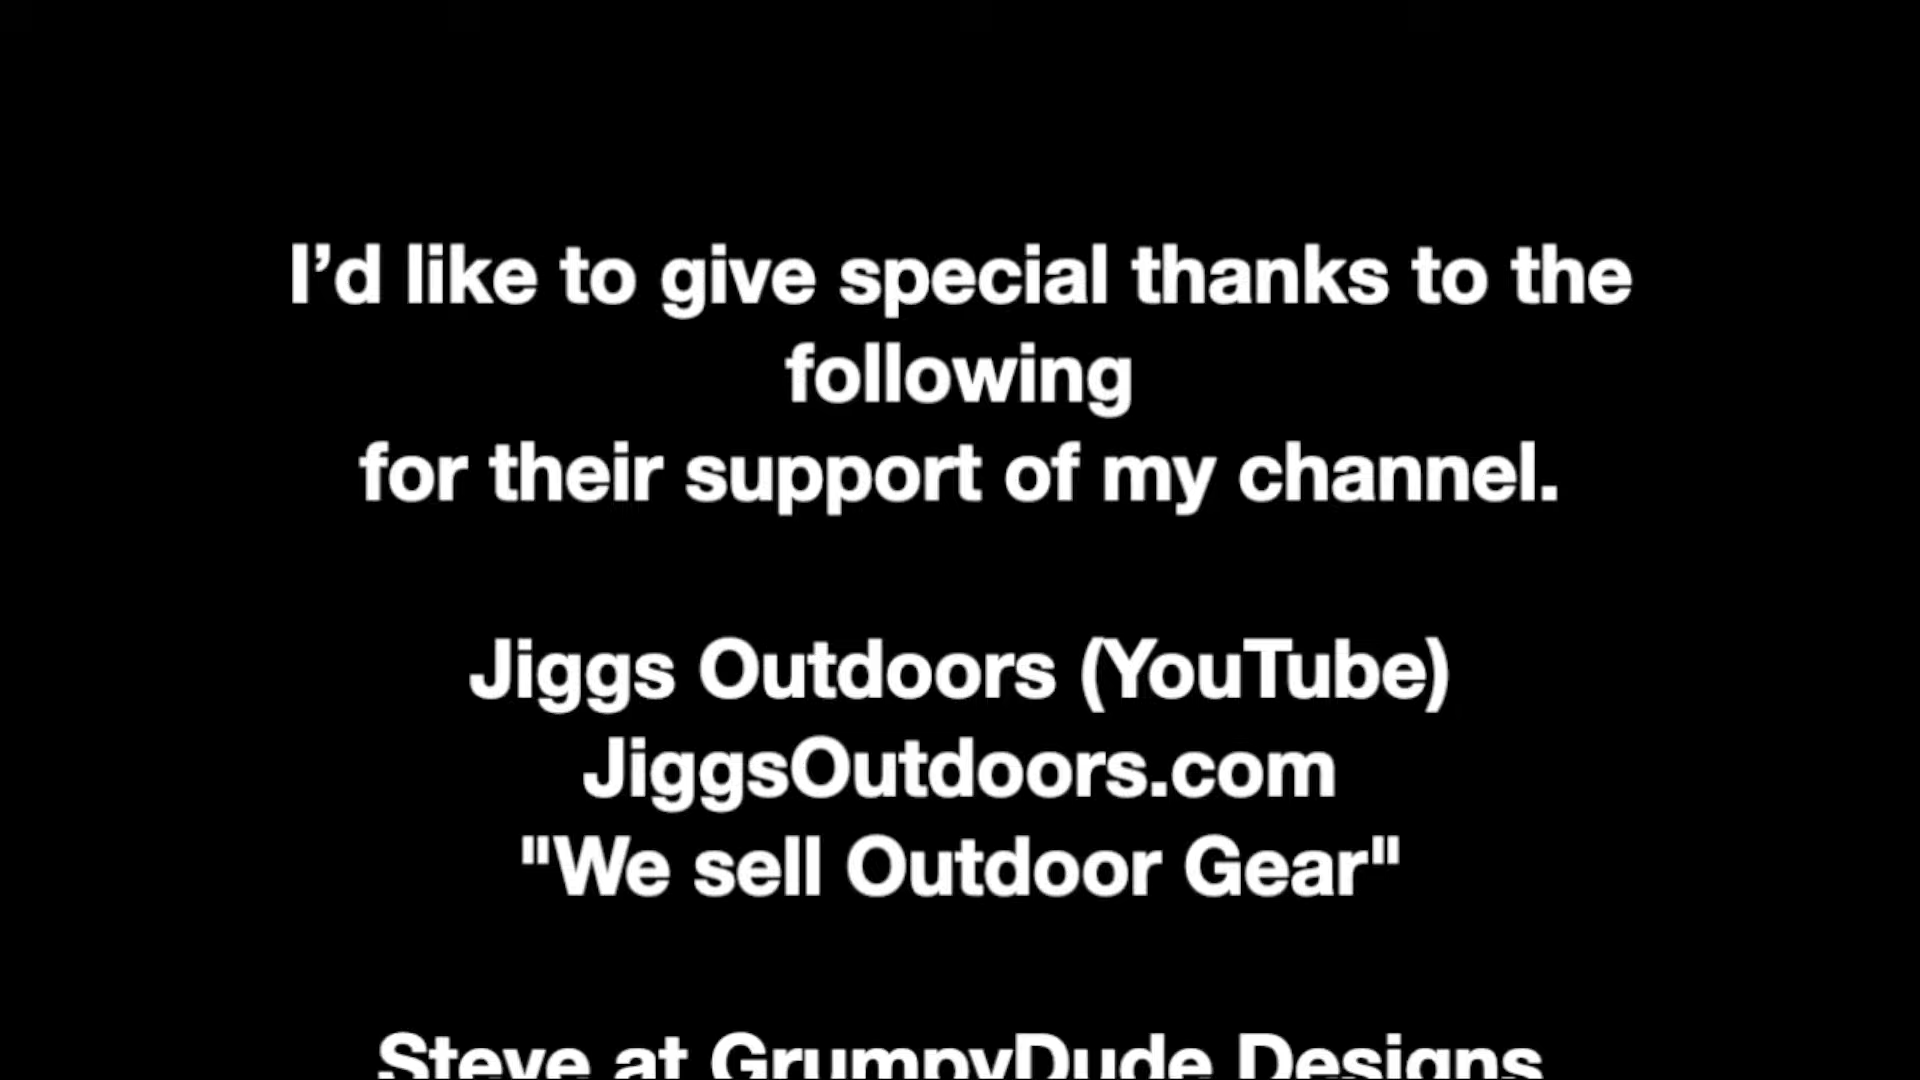 I’d like to give special thanks to the
following
for their support of my channel.
Jiggs Outdoors (YouTube)
JiggsOutdoors.com
"We sell Outdoor Gear"
Steve at GrumpyDude Designs